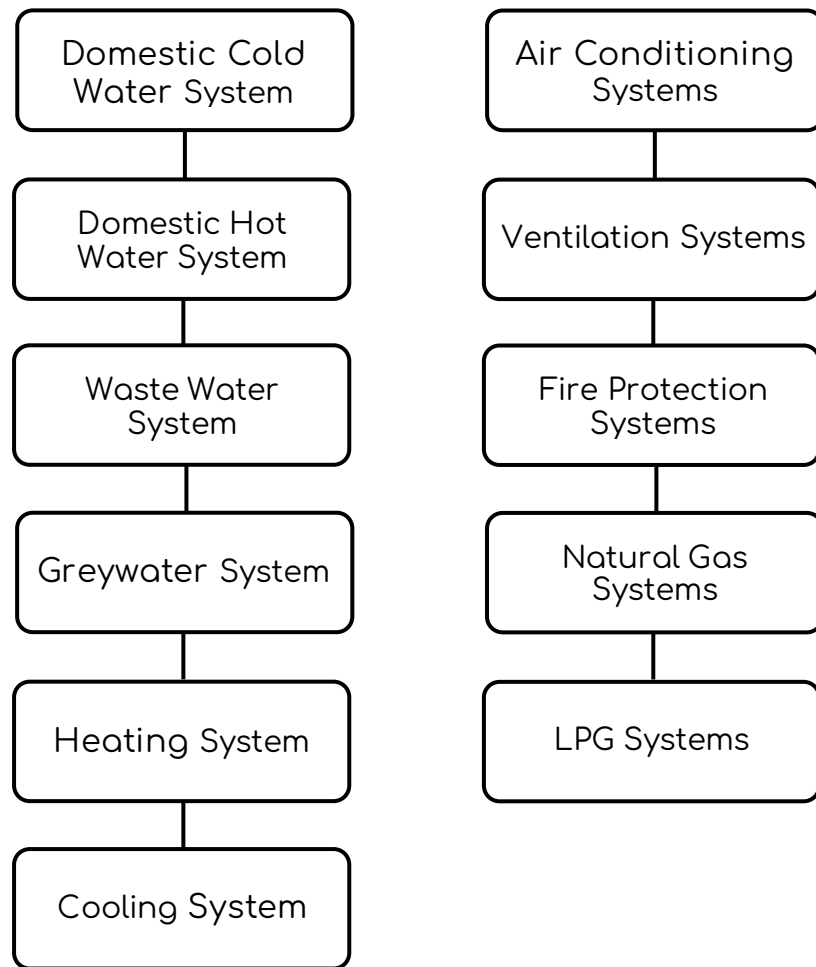 Domestic Cold
Water System
Domestic Hot
Water System
Waste Water
System
Greywater System
Heating System
Cooling System
Air Conditioning
Systems
Ventilation Systems
Fire Protection
Systems
Natural Gas
Systems
LPG Systems